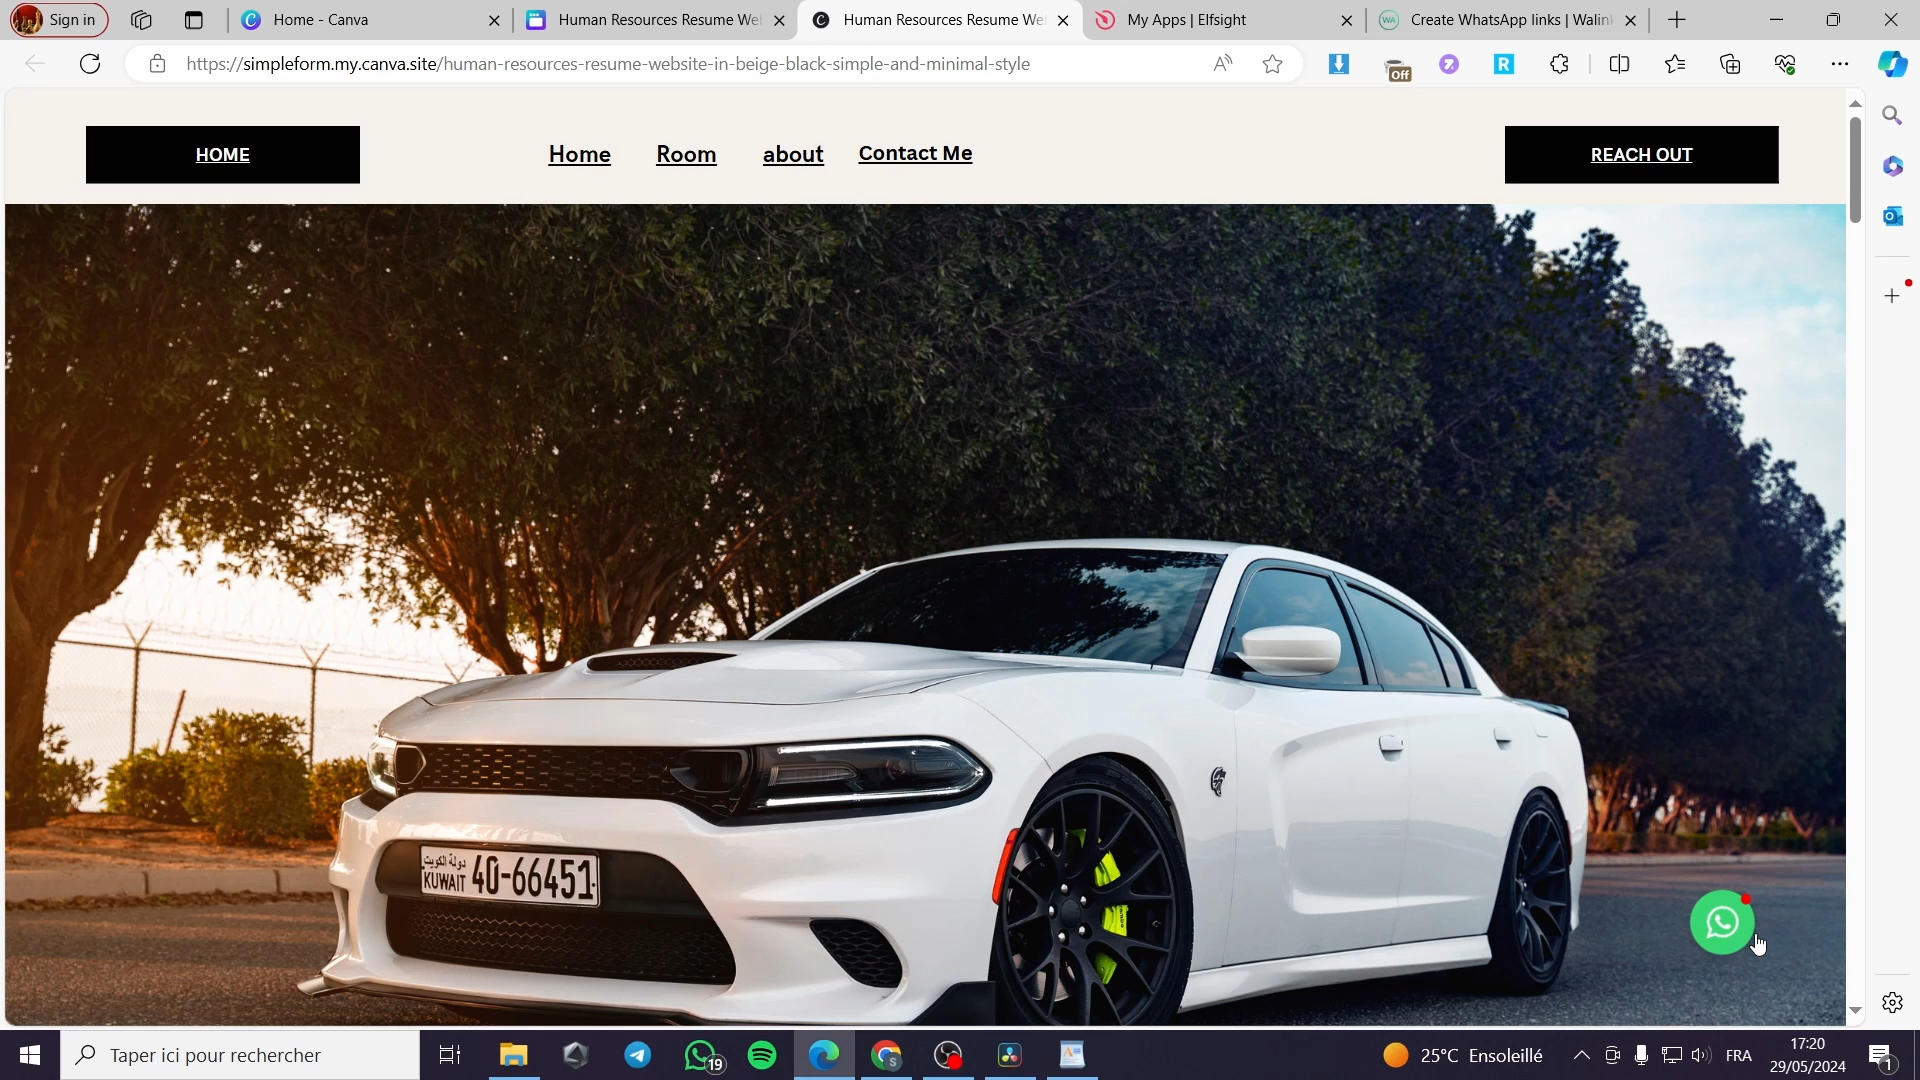 Sign in
Home - Canva
Human Resources Resume We
Human Resources Resume We
My Apps | Elfsight
Create WhatsApp links | Walin
https://simpleform.my.canva.site/human-resources-resume-website-in-beige-black-simple-and-minimal-style
Off
HOME
Home
Room
about
Contact Me
REACH OUT
دولة الكويت
KUWAIT
40-66451
Taper ici pour rechercher
19
25°C Ensoleillé
FRA
17:20
29/05/2024
1